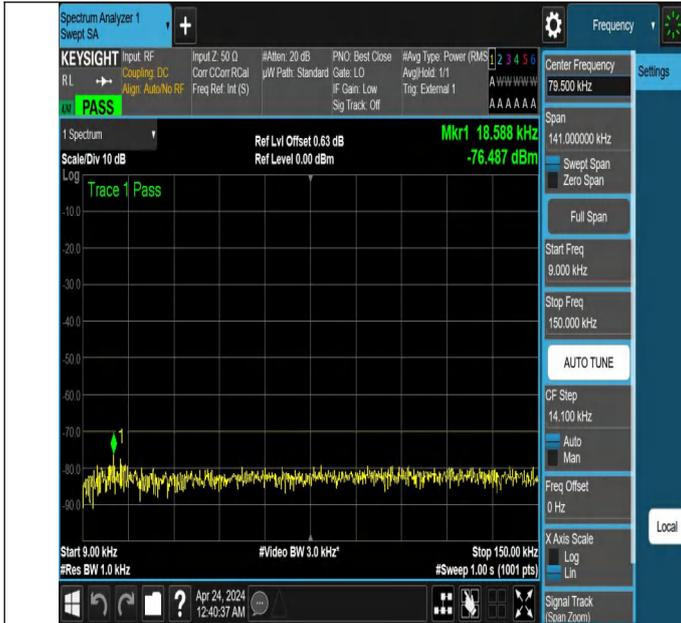 Spectrum Analyzer 1
Swept SA
Frequency
KEYSIGHT
RL
PASS
Input: RF
Coupling: DC
Align: Auto/No RF
Input Z: 50 Ω
Corr CCorr RCal
Freq Ref: Int (S)
#Atten: 20 dB
µW Path: Standard
PNO: Best Close
Gate: LO
IF Gain: Low
Sig Track: Off
#Avg Type: Power (RMS
Avg|Hold: 1/1
Trig: External 1
1 2 3 4 5 6
A W W W W W
A A A A A A
1 Spectrum
Scale/Div 10 dB
Ref Lvl Offset 0.63 dB
Ref Level 0.00 dBm
Mkr1 18.588 kHz
-76.487 dBm
Log
Trace 1 Pass
-10.0
-20.0
-30.0
-40.0
-50.0
-60.0
-70.0
-80.0
-90.0
1
Start 9.00 kHz
#Res BW 1.0 kHz
#Video BW 3.0 kHz*
Stop 150.00 kHz
#Sweep 1.00 s (1001 pts)
?
Apr 24, 2024
12:40:37 AM
Center Frequency
79.500 kHz
Settings
Span
141.000000 kHz
Swept Span
Zero Span
Full Span
Start Freq
9.000 kHz
Stop Freq
150.000 kHz
AUTO TUNE
CF Step
14.100 kHz
Auto
Man
Freq Offset
0 Hz
X Axis Scale
Log
Lin
Local
Signal Track
(Span Zoom)